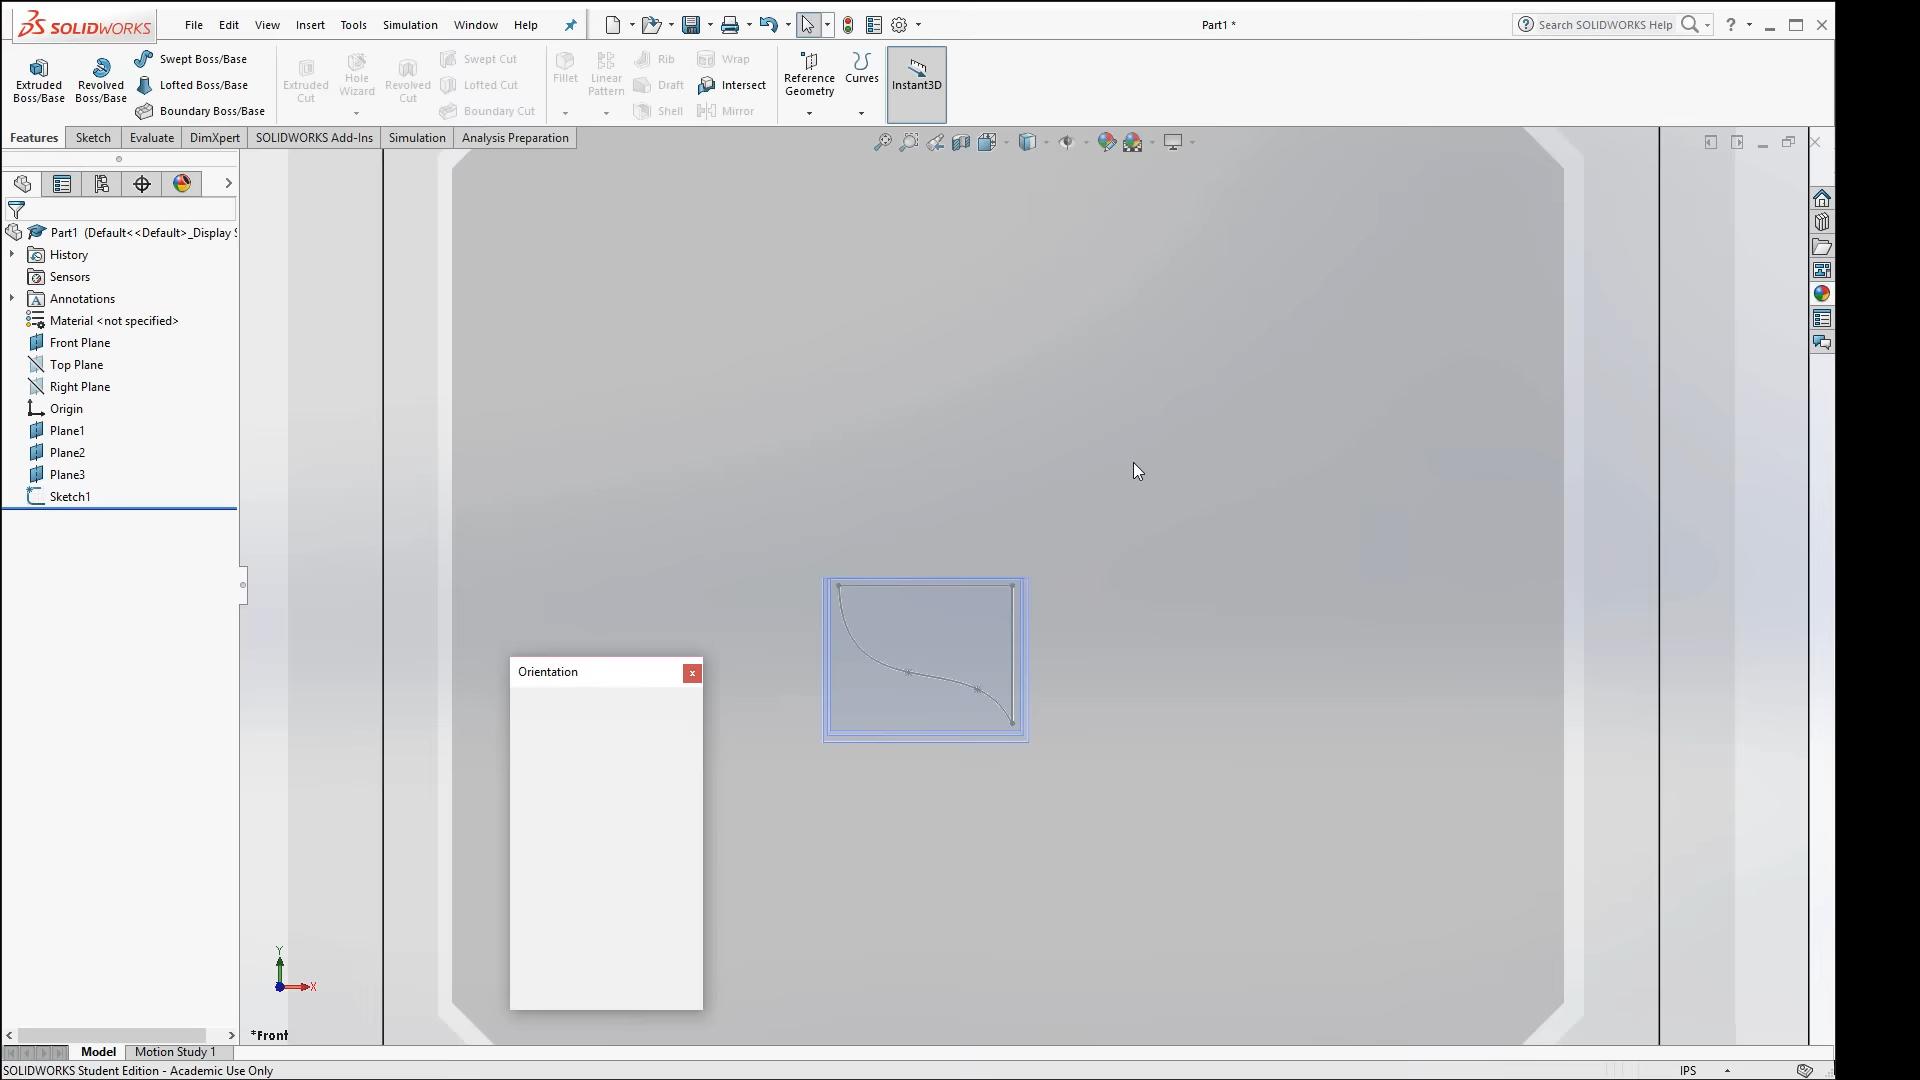 SOLIDWORKS File Edit View Insert Tools Simulation Window Help Part1 * Search SOLIDWORKS Help ?
Extruded Boss/Base
Revolved Boss/Base
Swept Boss/Base
Lofted Boss/Base
Boundary Boss/Base
Extruded Cut
Hole Wizard
Revolved Cut
Swept Cut
Lofted Cut
Boundary Cut
Fillet
Linear Pattern
Rib
Draft
Shell
Wrap
Intersect
Mirror
Reference Geometry
Curves
Instant3D
Features Sketch Evaluate DimXpert SOLIDWORKS Add-Ins Simulation Analysis Preparation
Part1 (Default<<Default>_Display S
History
Sensors
Annotations
Material <not specified>
Front Plane
Top Plane
Right Plane
Origin
Plane1
Plane2
Plane3
Sketch1
Orientation x
Y
X
*Front
Model Motion Study 1
SOLIDWORKS Student Edition - Academic Use Only IPS